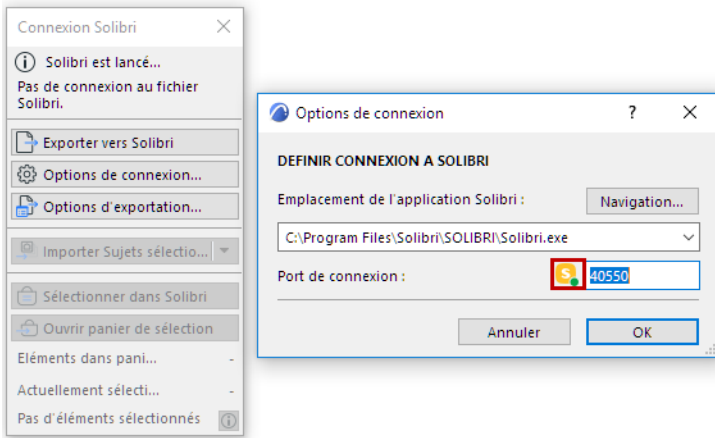 Connexion Solibri
Solibri est lancé...
Pas de connexion au fichier
Solibri.
Exporter vers Solibri
Options de connexion...
Options d'exportation...
Importer Sujets sélectio...
Sélectionner dans Solibri
Ouvrir panier de sélection
Eléments dans pani... -
Actuellement sélecti... -
Pas d'éléments sélectionnés
Options de connexion ?
DEFINIR CONNEXION A SOLIBRI
Emplacement de l'application Solibri :
Navigation...
C:\Program Files\Solibri\SOLIBRI\Solibri.exe
Port de connexion :
S
40550
Annuler
OK